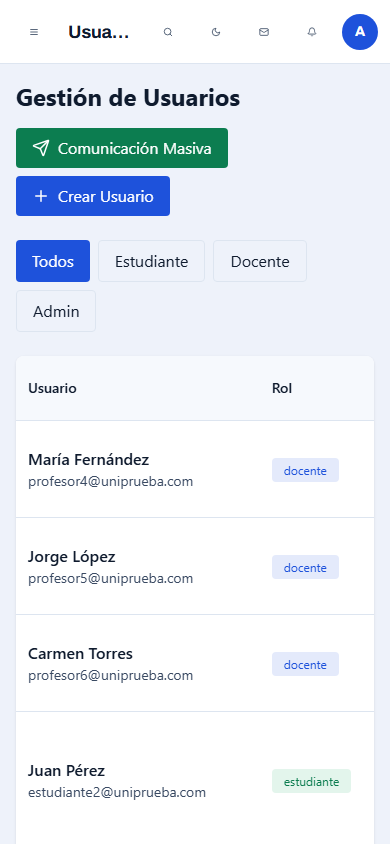 Usua...
A
Gestión de Usuarios
Comunicación Masiva
Crear Usuario
Todos Estudiante Docente
Admin
Usuario Rol
María Fernández
profesor4@uniprueba.com docente
Jorge López
profesor5@uniprueba.com docente
Carmen Torres
profesor6@uniprueba.com docente
Juan Pérez
estudiante2@uniprueba.com estudiante